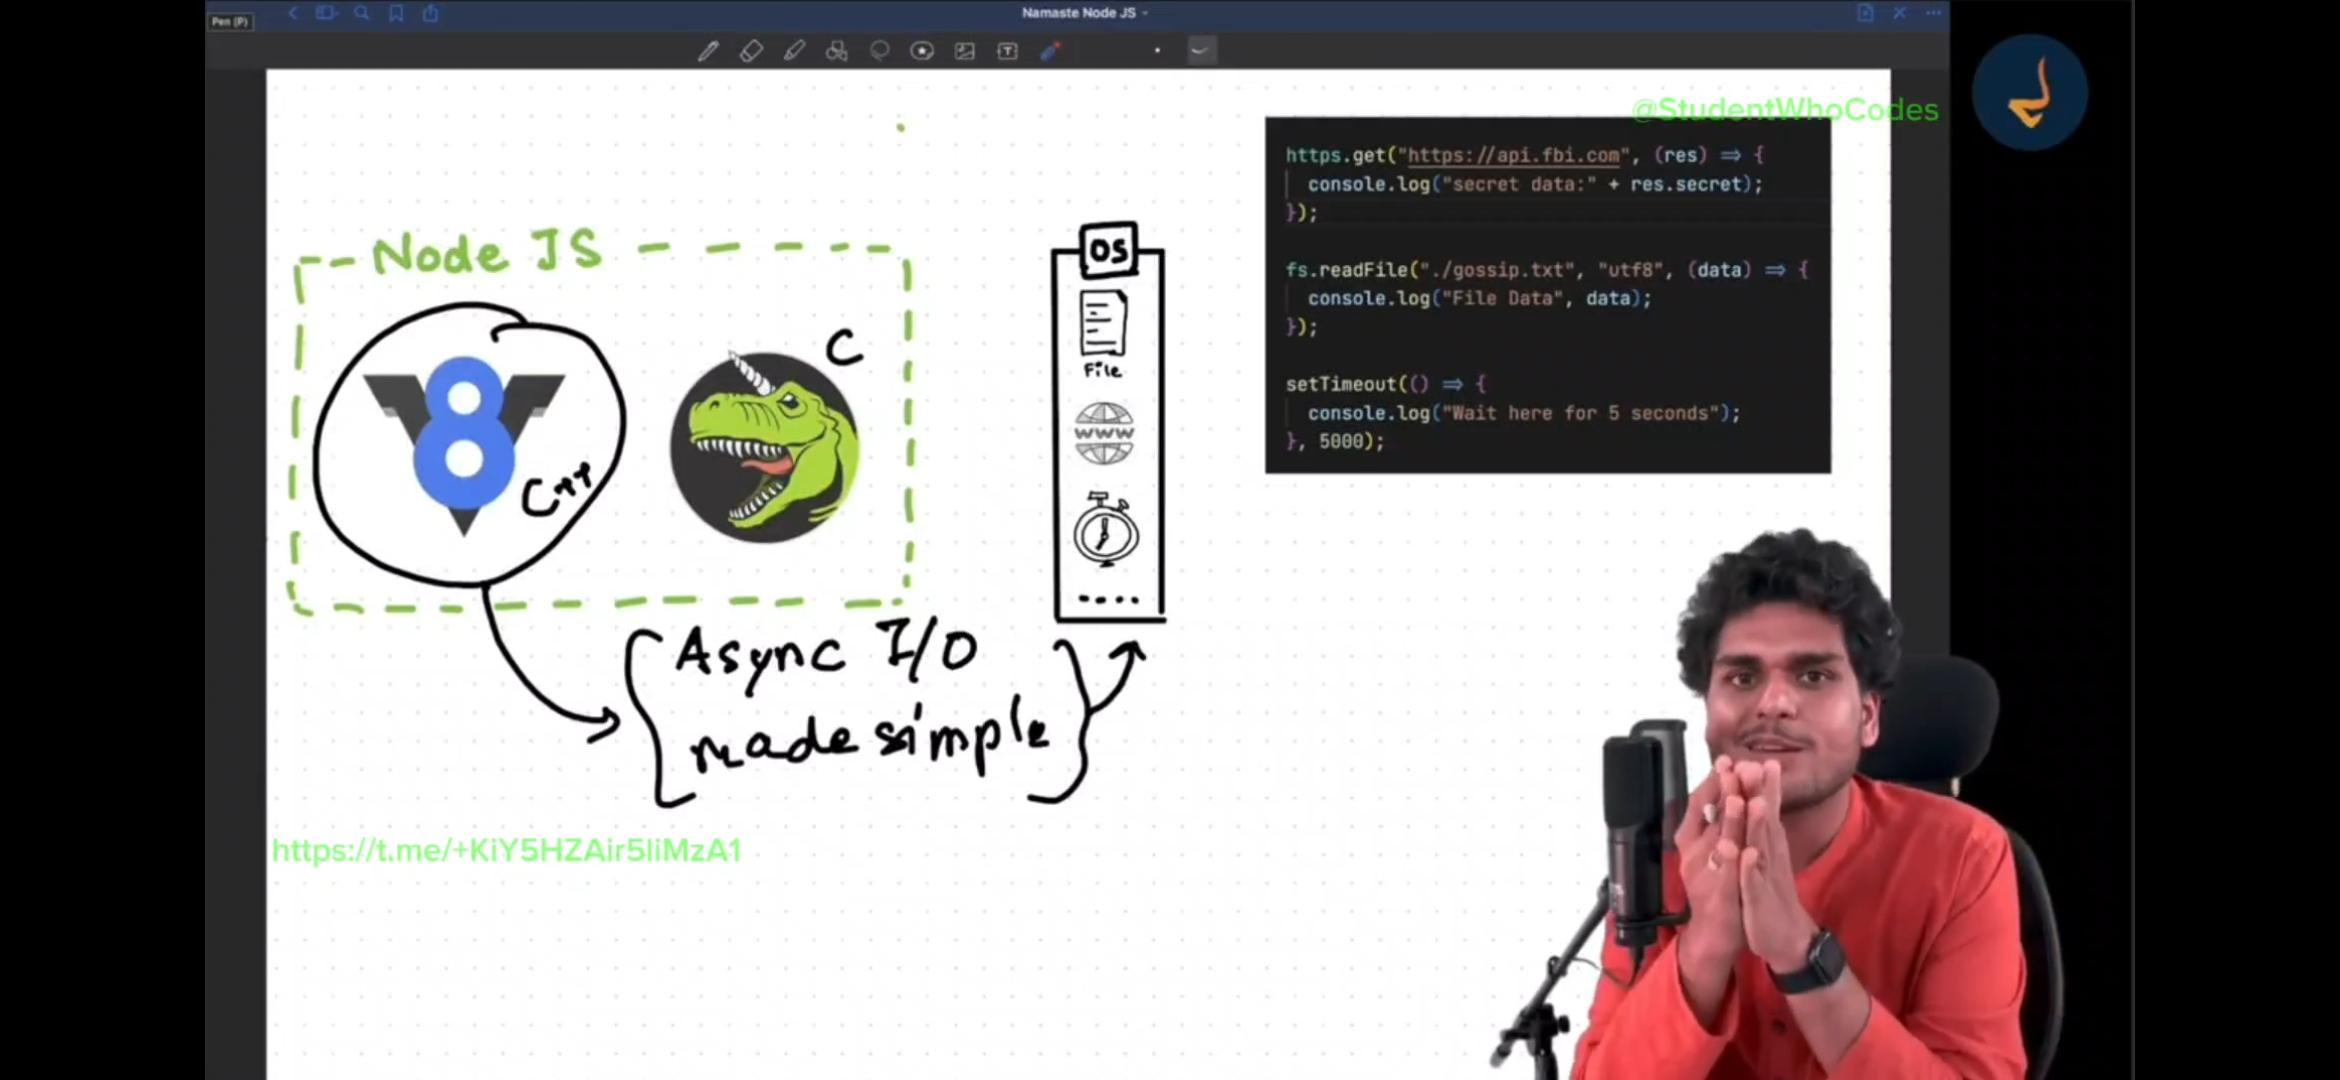 Pen (P)
Namaste Node JS
@StudentWhoCodes
Node JS
8
C++
C
OS
File
www
Async I/O
made simple
https.get("https://api.fbi.com", (res) => {
console.log("secret data:" + res.secret);
});
fs.readFile("./gossip.txt", "utf8", (data) => {
console.log("File Data", data);
});
setTimeout(() => {
console.log("Wait here for 5 seconds");
}, 5000);
https://t.me/+KiY5HZAir5liMzA1